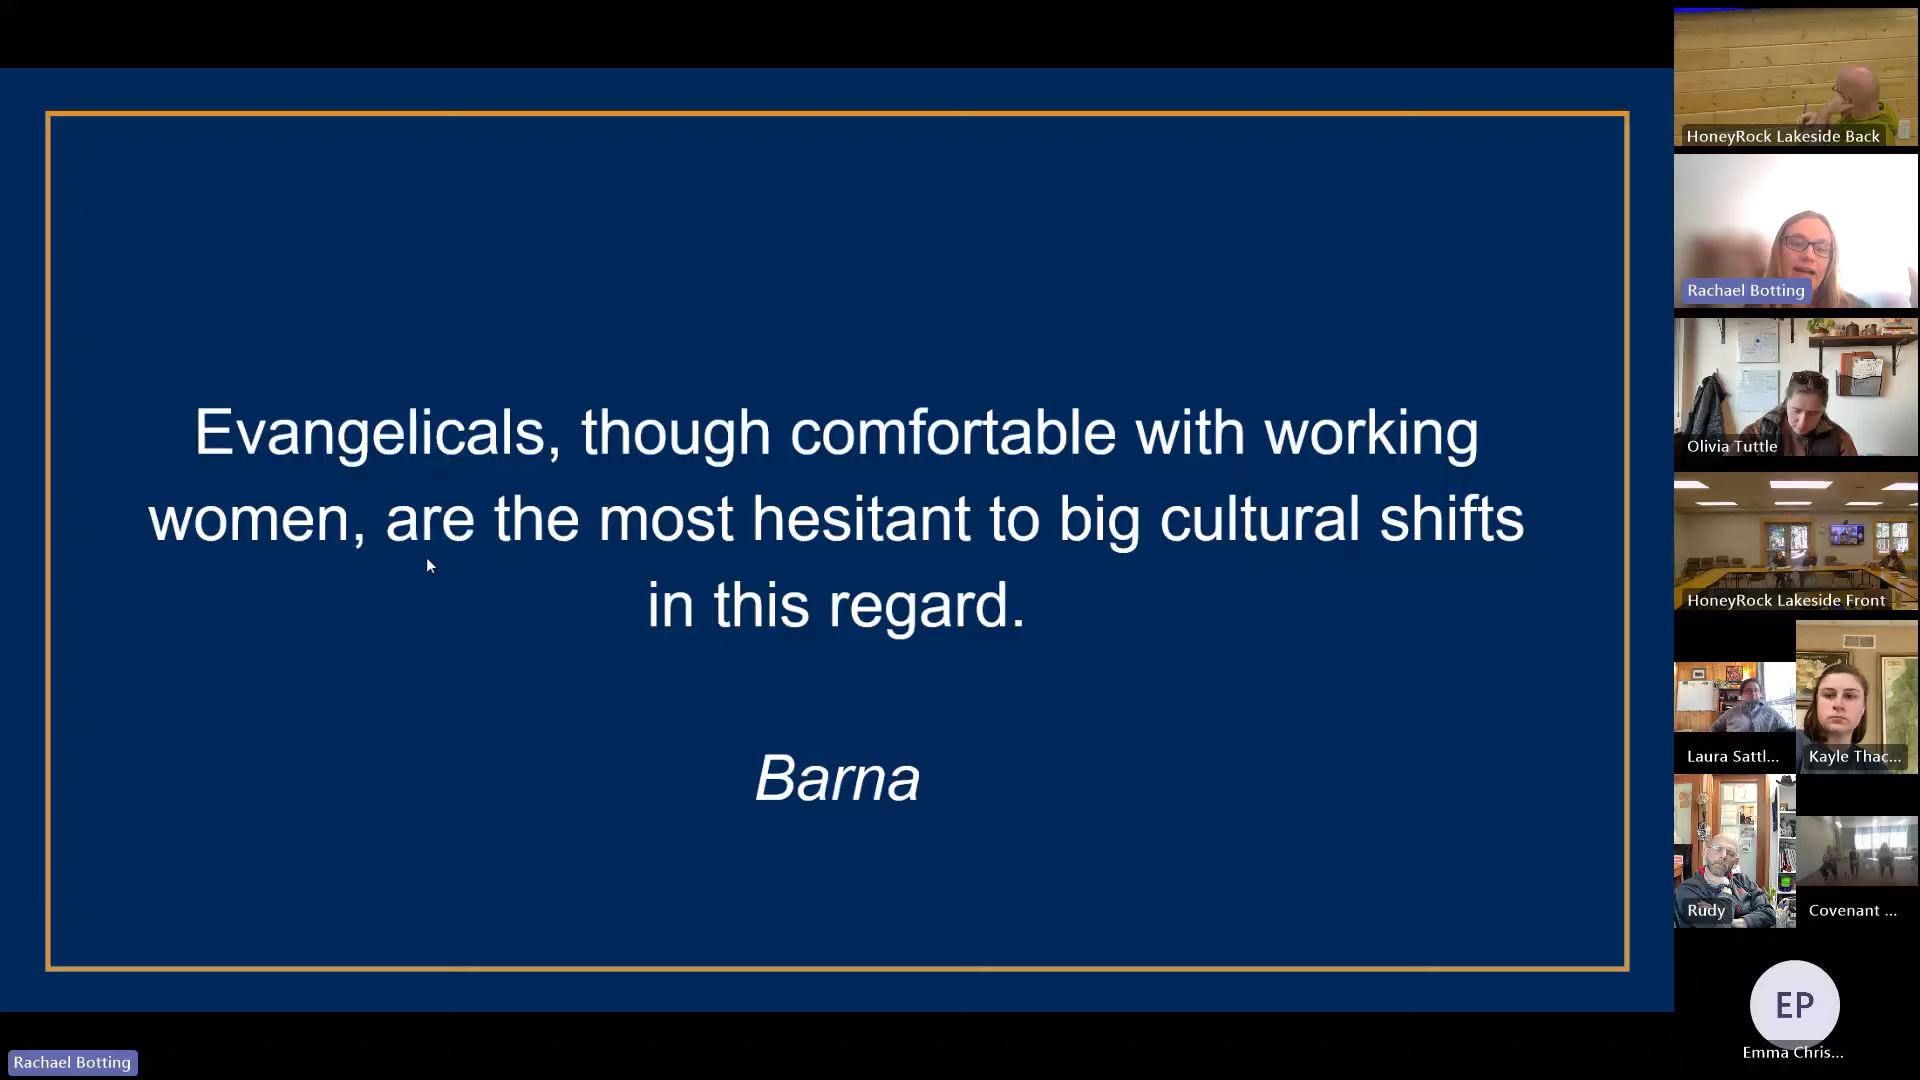 Evangelicals, though comfortable with working
women, are the most hesitant to big cultural shifts
in this regard.
Barna
HoneyRock Lakeside Back
Rachael Botting
Olivia Tuttle
HoneyRock Lakeside Front
Laura Sattl...
Kayle Thac...
Rudy
Covenant ...
EP
Emma Chris...
Rachael Botting